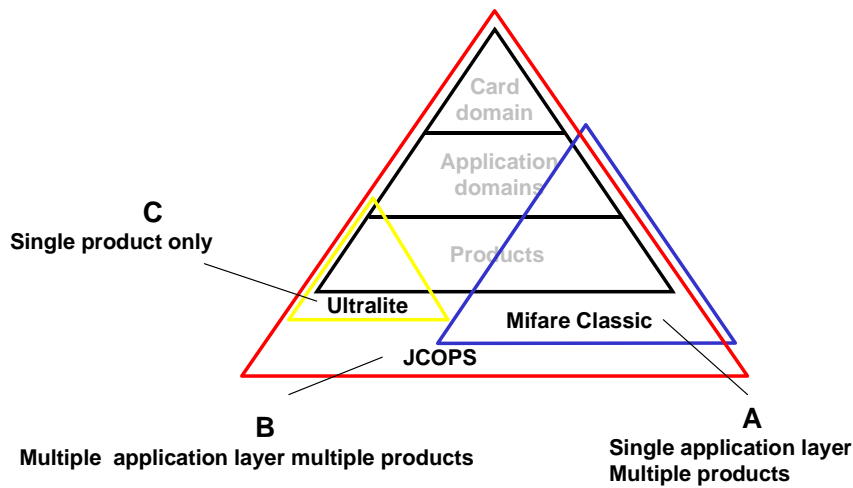 Card
domain
Application
domains
C
Single product only
Products
Ultralite
Mifare Classic
JCOPS
B
Multiple application layer multiple products
A
Single application layer
Multiple products